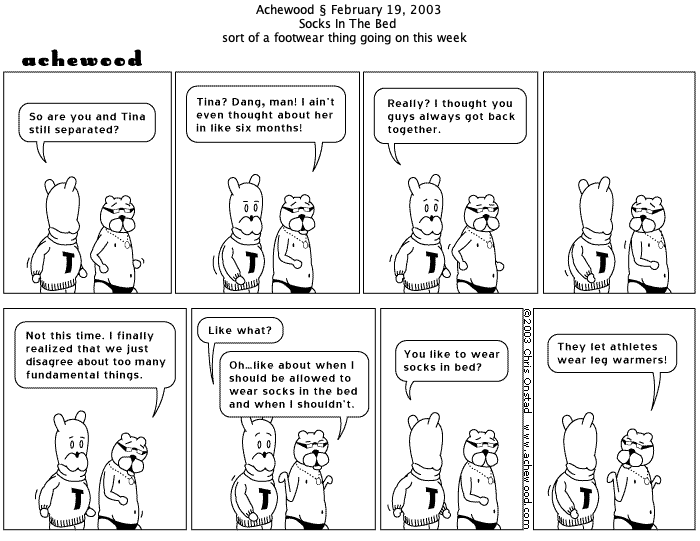 Achewood § February 19, 2003
Socks In The Bed
sort of a footwear thing going on this week
achewood
So are you and Tina
still separated?
Tina? Dang, man! I ain't
even thought about her
in like six months!
Really? I thought you
guys always got back
together.
T
T
T
Not this time. I finally
realized that we just
disagree about too many
fundamental things.
Like what?
Oh...like about when I
should be allowed to
wear socks in the bed
and when I shouldn't.
You like to wear
socks in bed?
They let athletes
wear leg warmers!
T
T
T
T
©2003 Chris Onstad www.achewood.com